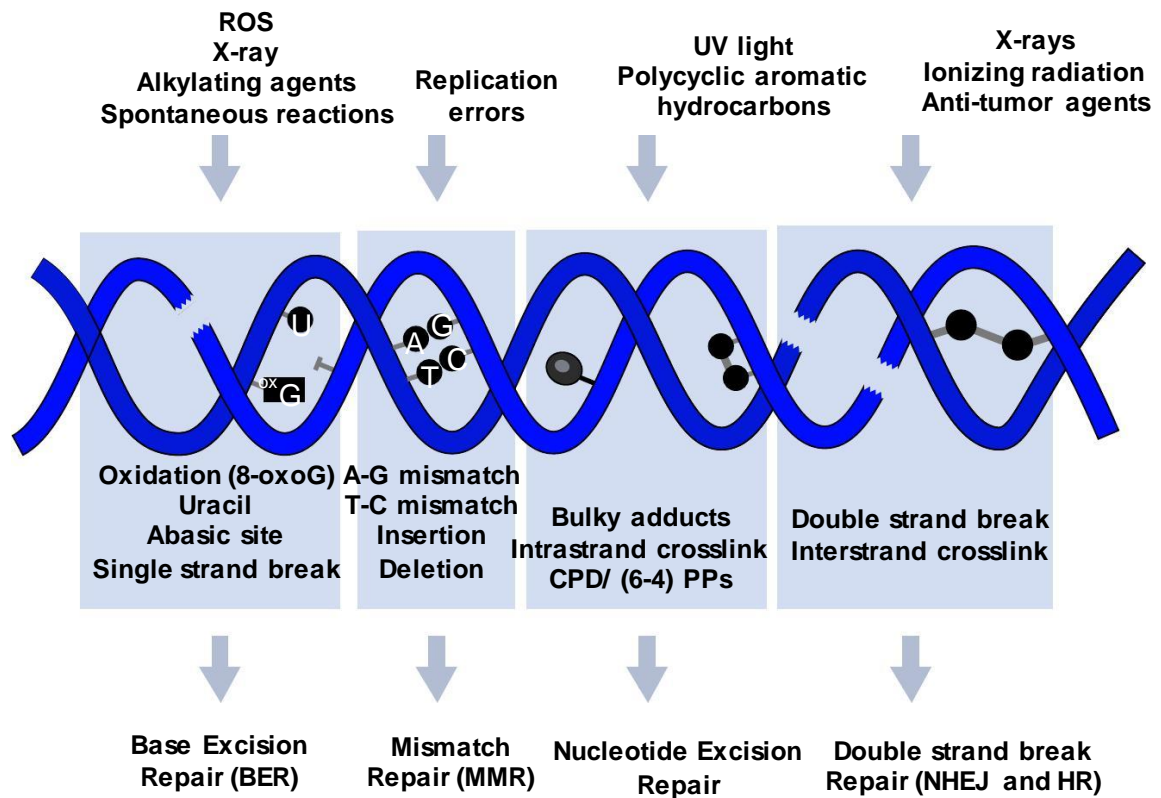 ROS
X-ray
Alkylating agents
Spontaneous reactions
Replication
errors
UV light
Polycyclic aromatic
hydrocarbons
X-rays
Ionizing radiation
Anti-tumor agents
U
ox
G
A
G
T
C
Oxidation (8-oxoG)
Uracil
Abasic site
Single strand break
A-G mismatch
T-C mismatch
Insertion
Deletion
Bulky adducts
Intrastrand crosslink
CPD/ (6-4) PPs
Double strand break
Interstrand crosslink
Base Excision
Repair (BER)
Mismatch
Repair (MMR)
Nucleotide Excision
Repair
Double strand break
Repair (NHEJ and HR)